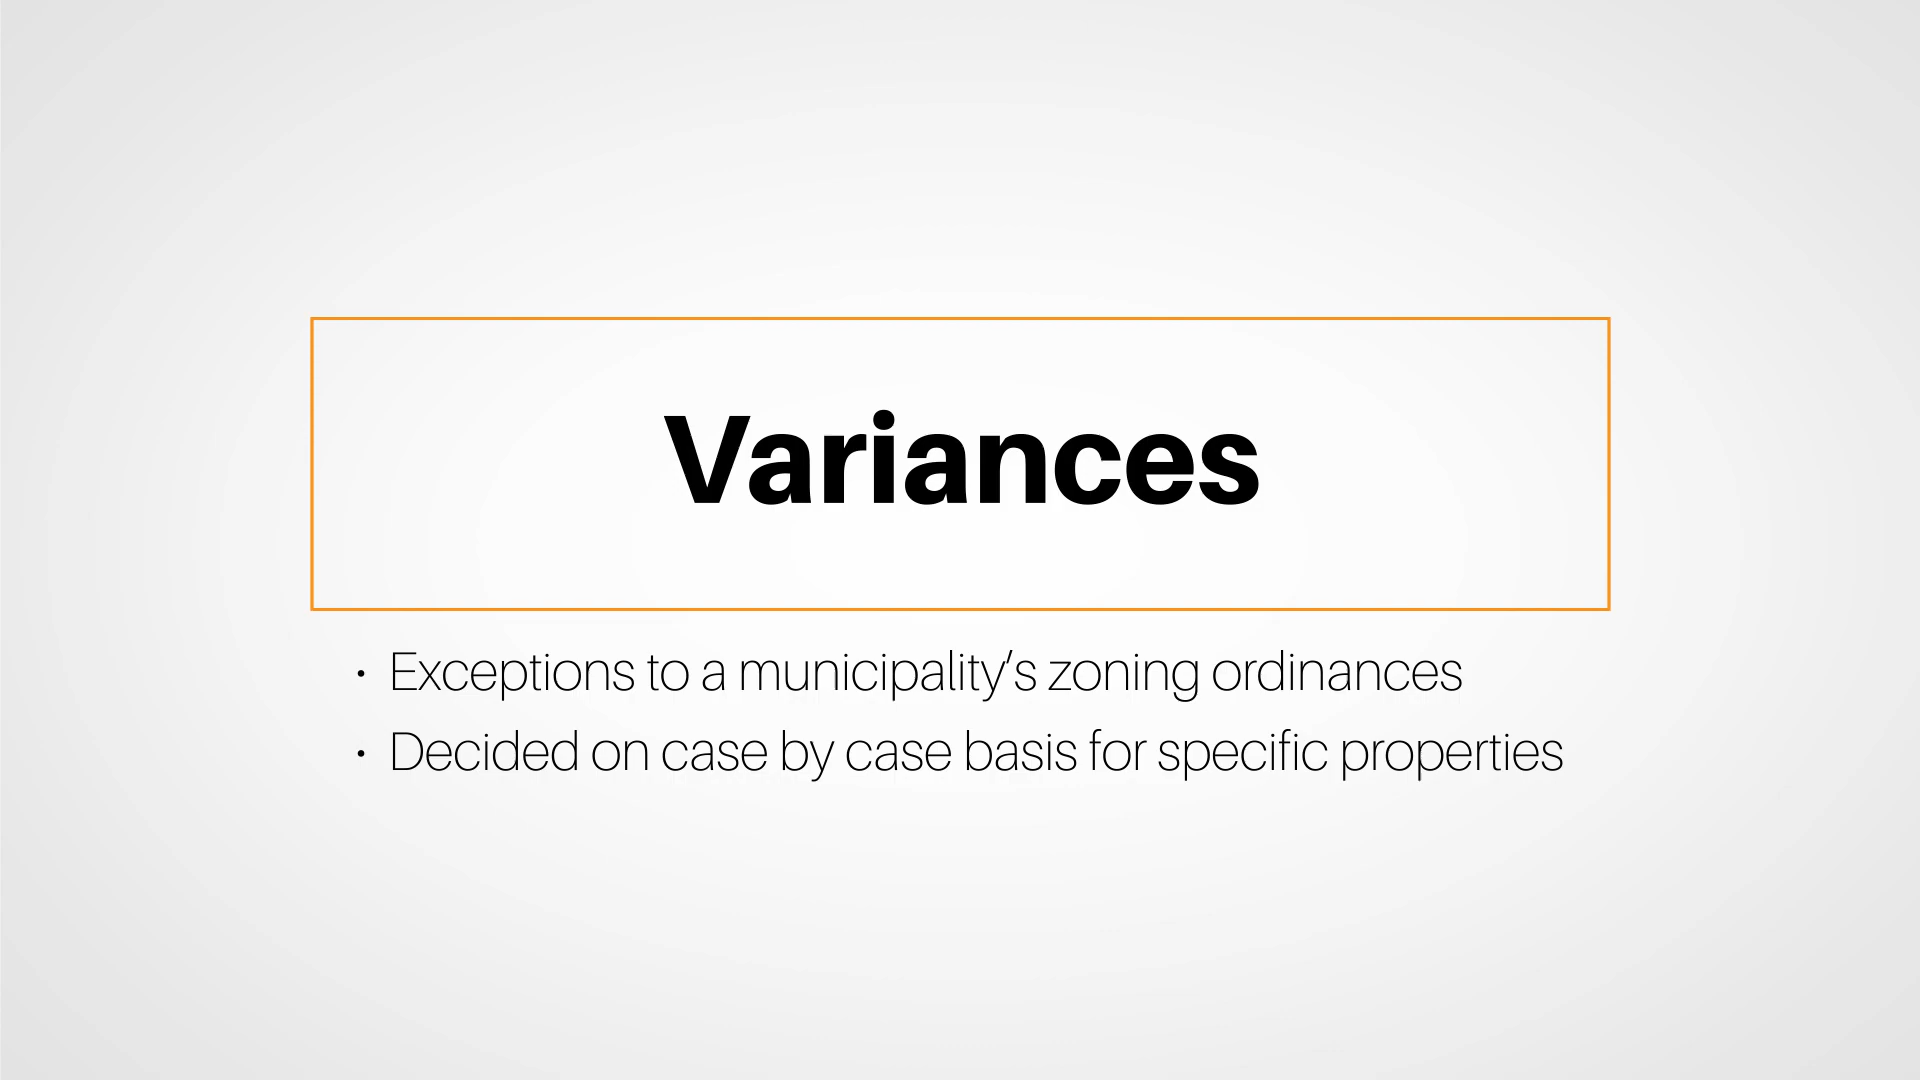 Variances
• Exceptions to a municipality’s zoning ordinances
• Decided on case by case basis for specific properties